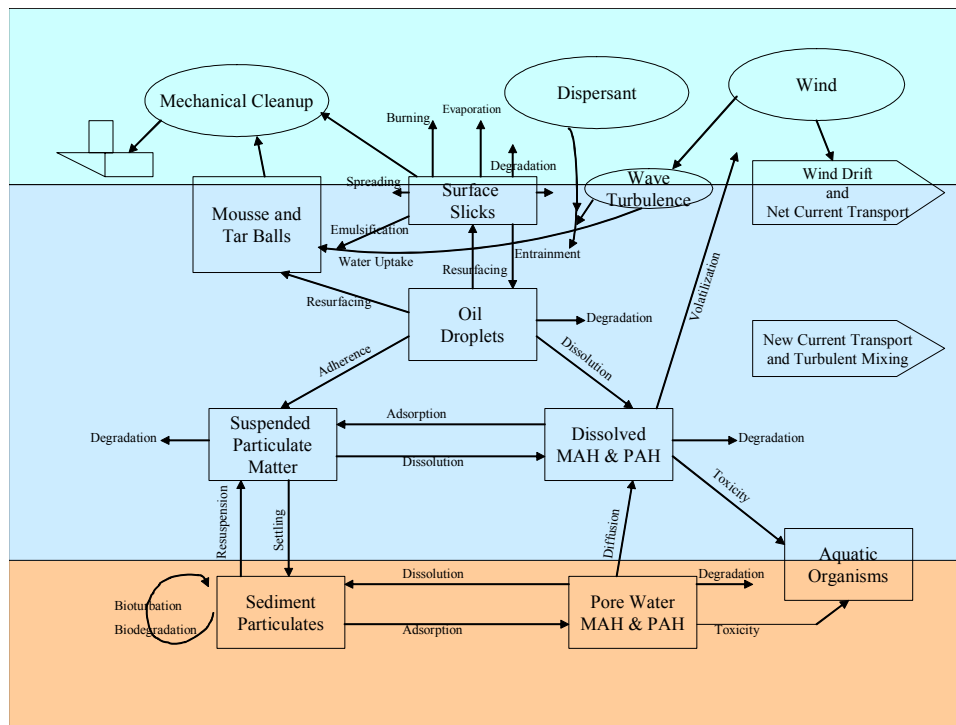 Mechanical Cleanup
Burning
Evaporation
Dispersant
Wind
Degradation
Spreading
Surface
Slicks
Wave
Turbulence
Wind Drift
and
Net Current Transport
Mousse and
Tar Balls
Emulsification
Water Uptake
Entrainment
Resurfacing
Resurfacing
Oil
Droplets
Degradation
Volatilization
New Current Transport
and Turbulent Mixing
Adherence
Dissolution
Suspended
Particulate
Matter
Adsorption
Dissolution
Dissolved
MAH & PAH
Degradation
Degradation
Toxicity
Resuspension
Settling
Diffusion
Aquatic
Organisms
Bioturbation
Biodegradation
Sediment
Particulates
Dissolution
Adsorption
Pore Water
MAH & PAH
Degradation
Toxicity